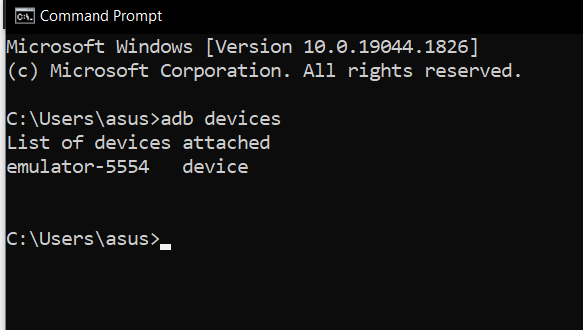 Command Prompt
Microsoft Windows [Version 10.0.19044.1826]
(c) Microsoft Corporation. All rights reserved.
C:\Users\asus>adb devices
List of devices attached
emulator-5554   device
C:\Users\asus>